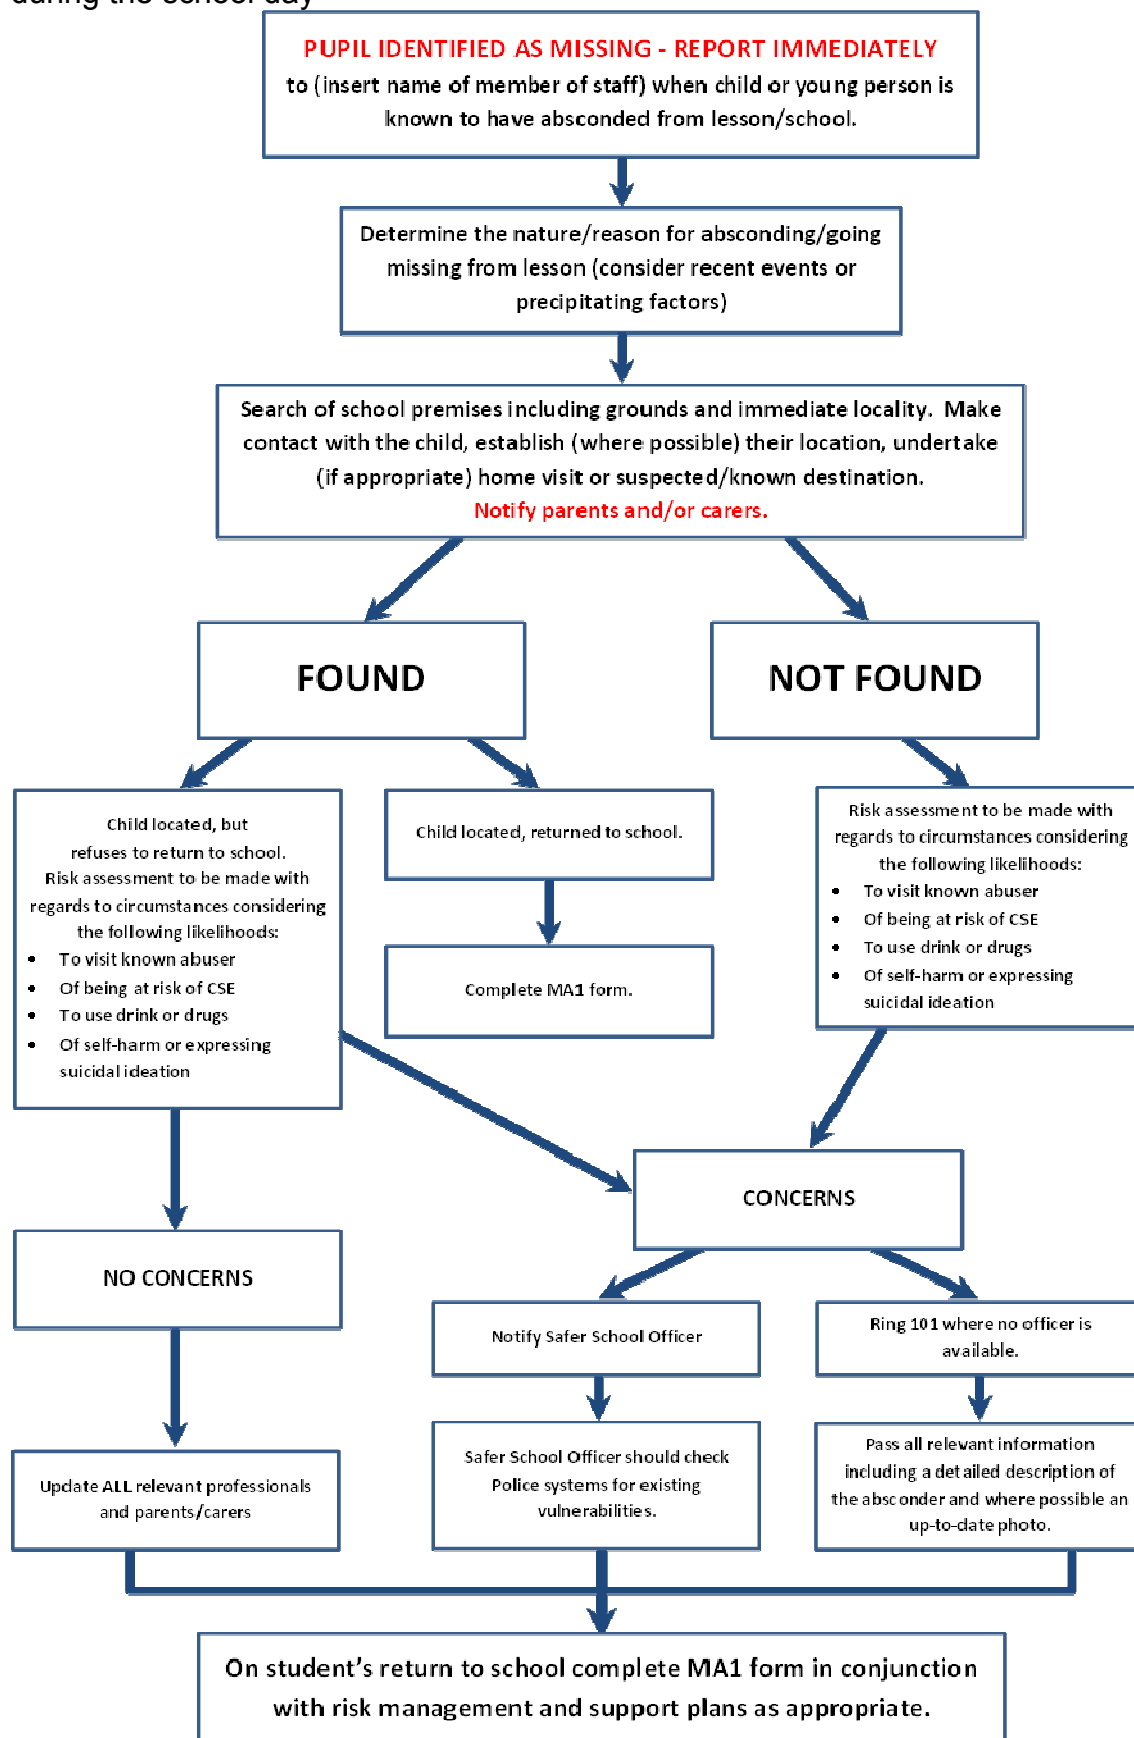 during the school day
PUPIL IDENTIFIED AS MISSING - REPORT IMMEDIATELY
to (insert name of member of staff) when child or young person is
known to have absconded from lesson/school.
Determine the nature/reason for absconding/going
missing from lesson (consider recent events or
precipitating factors)
Search of school premises including grounds and immediate locality. Make
contact with the child, establish (where possible) their location, undertake
(if appropriate) home visit or suspected/known destination.
Notify parents and/or carers.
FOUND
NOT FOUND
Child located, but
refuses to return to school.
Risk assessment to be made with
regards to circumstances considering
the following likelihoods:
• To visit known abuser
• Of being at risk of CSE
• To use drink or drugs
• Of self-harm or expressing
suicidal ideation
Child located, returned to school.
Complete MA1 form.
Risk assessment to be made with
regards to circumstances considering
the following likelihoods:
• To visit known abuser
• Of being at risk of CSE
• To use drink or drugs
• Of self-harm or expressing
suicidal ideation
CONCERNS
NO CONCERNS
Notify Safer School Officer
Ring 101 where no officer is
available.
Update ALL relevant professionals
and parents/carers
Safer School Officer should check
Police systems for existing
vulnerabilities.
Pass all relevant information
including a detailed description of
the absconder and where possible an
up-to-date photo.
On student's return to school complete MA1 form in conjunction
with risk management and support plans as appropriate.